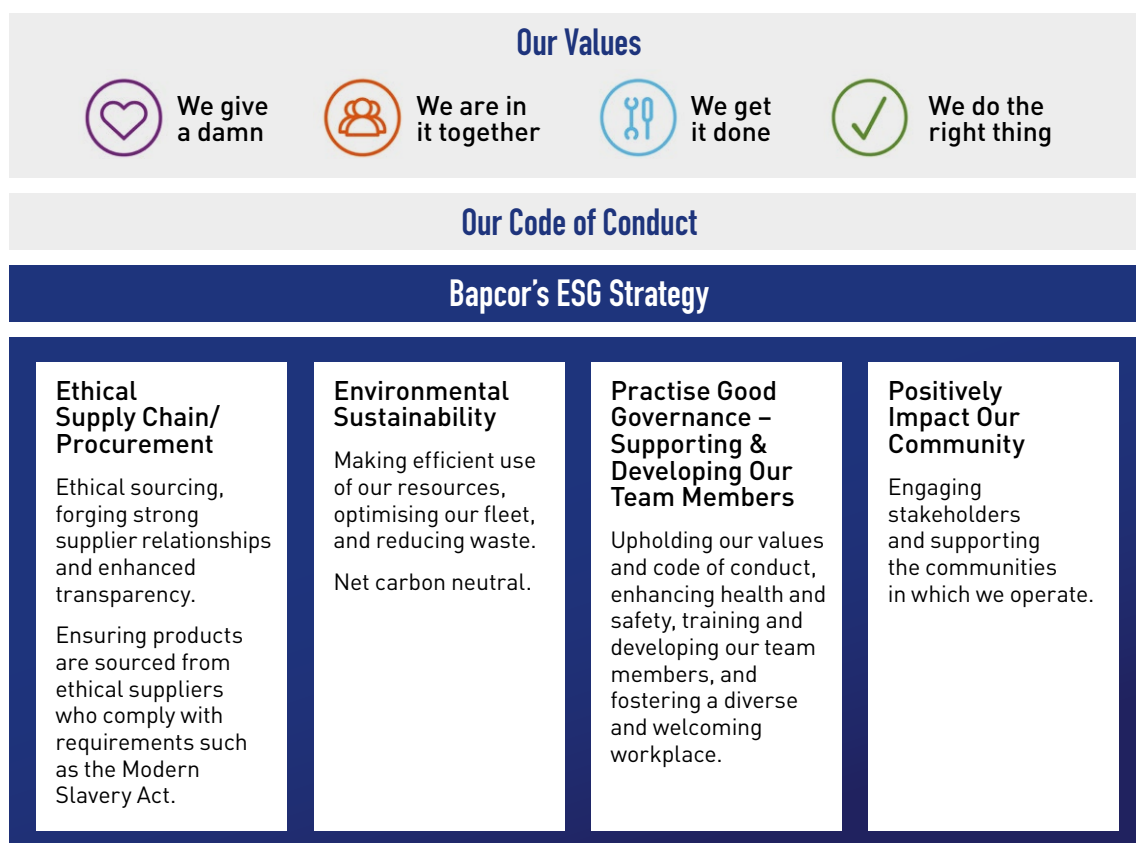 Our Values
We give
a damn
We are in
it together
We get
it done
We do the
right thing
Our Code of Conduct
Bapcor’s ESG Strategy
Ethical
Supply Chain/
Procurement
Ethical sourcing,
forging strong
supplier relationships
and enhanced
transparency.
Ensuring products
are sourced from
ethical suppliers
who comply with
requirements such
as the Modern
Slavery Act.
Environmental
Sustainability
Making efficient use
of our resources,
optimising our fleet,
and reducing waste.
Net carbon neutral.
Practise Good
Governance –
Supporting &
Developing Our
Team Members
Upholding our values
and code of conduct,
enhancing health and
safety, training and
developing our team
members, and
fostering a diverse
and welcoming
workplace.
Positively
Impact Our
Community
Engaging
stakeholders
and supporting
the communities
in which we operate.